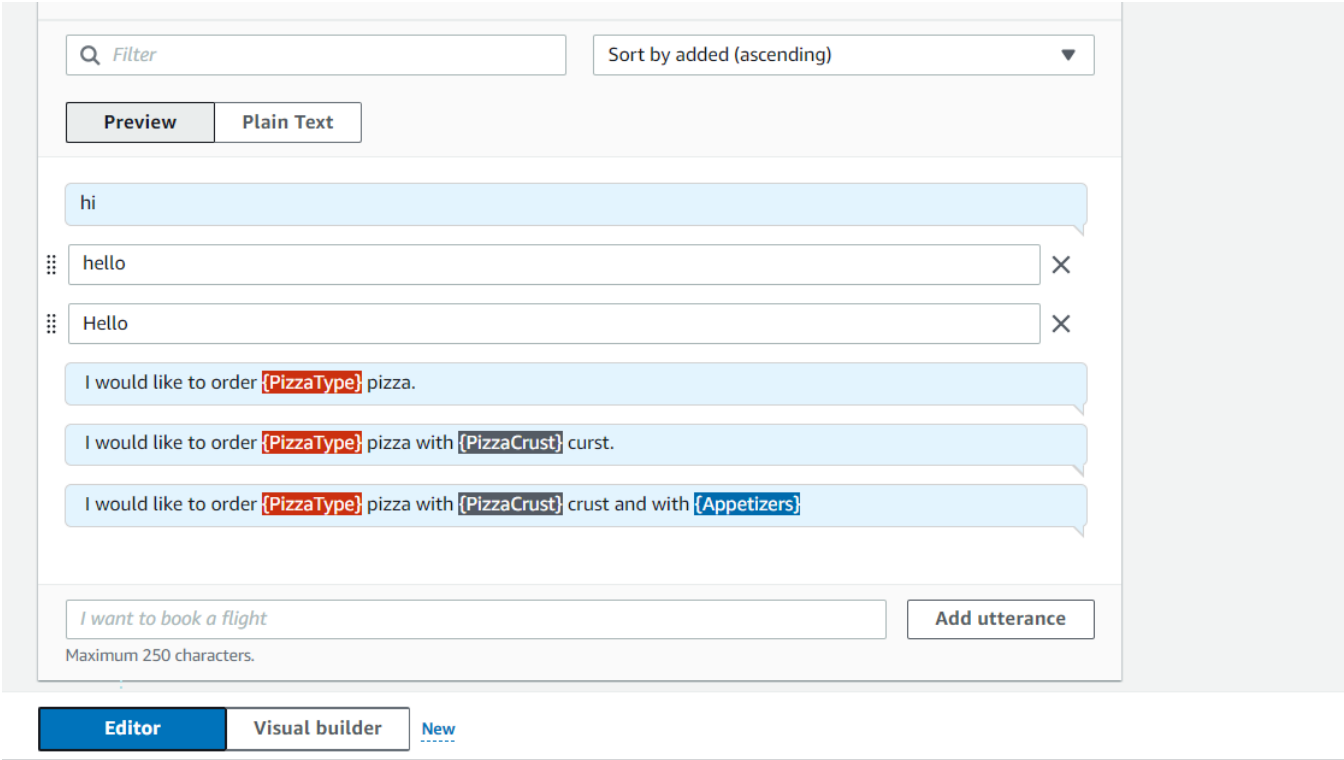 Filter
Sort by added (ascending)
Preview
Plain Text
hi
hello
Hello
I would like to order {PizzaType} pizza.
I would like to order {PizzaType} pizza with {PizzaCrust} curst.
I would like to order {PizzaType} pizza with {PizzaCrust} crust and with {Appetizers}
I want to book a flight
Add utterance
Maximum 250 characters.
Editor
Visual builder
New